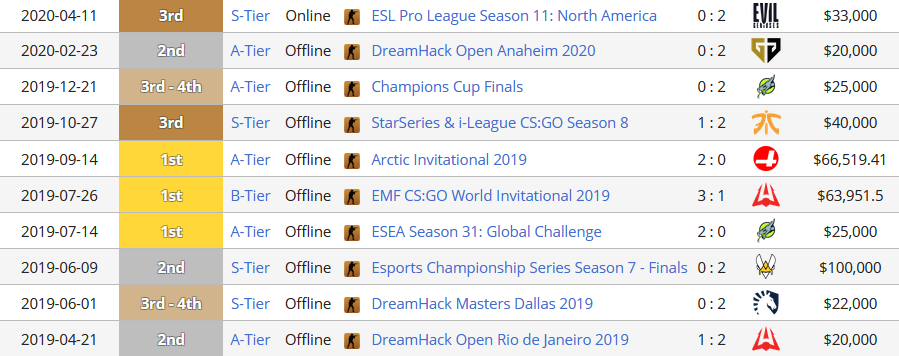 2020-04-11 3rd S-Tier Online ESL Pro League Season 11: North America 0 : 2 EVIL GENIUSES $33,000
2020-02-23 2nd A-Tier Offline DreamHack Open Anaheim 2020 0 : 2 $20,000
2019-12-21 3rd - 4th A-Tier Offline Champions Cup Finals 0 : 2 $25,000
2019-10-27 3rd S-Tier Offline StarSeries & i-League CS:GO Season 8 1 : 2 $40,000
2019-09-14 1st A-Tier Offline Arctic Invitational 2019 2 : 0 $66,519.41
2019-07-26 1st B-Tier Offline EMF CS:GO World Invitational 2019 3 : 1 $63,951.5
2019-07-14 1st A-Tier Offline ESEA Season 31: Global Challenge 2 : 0 $25,000
2019-06-09 2nd S-Tier Offline Esports Championship Series Season 7 - Finals 0 : 2 $100,000
2019-06-01 3rd - 4th S-Tier Offline DreamHack Masters Dallas 2019 0 : 2 $22,000
2019-04-21 2nd A-Tier Offline DreamHack Open Rio de Janeiro 2019 1 : 2 $20,000